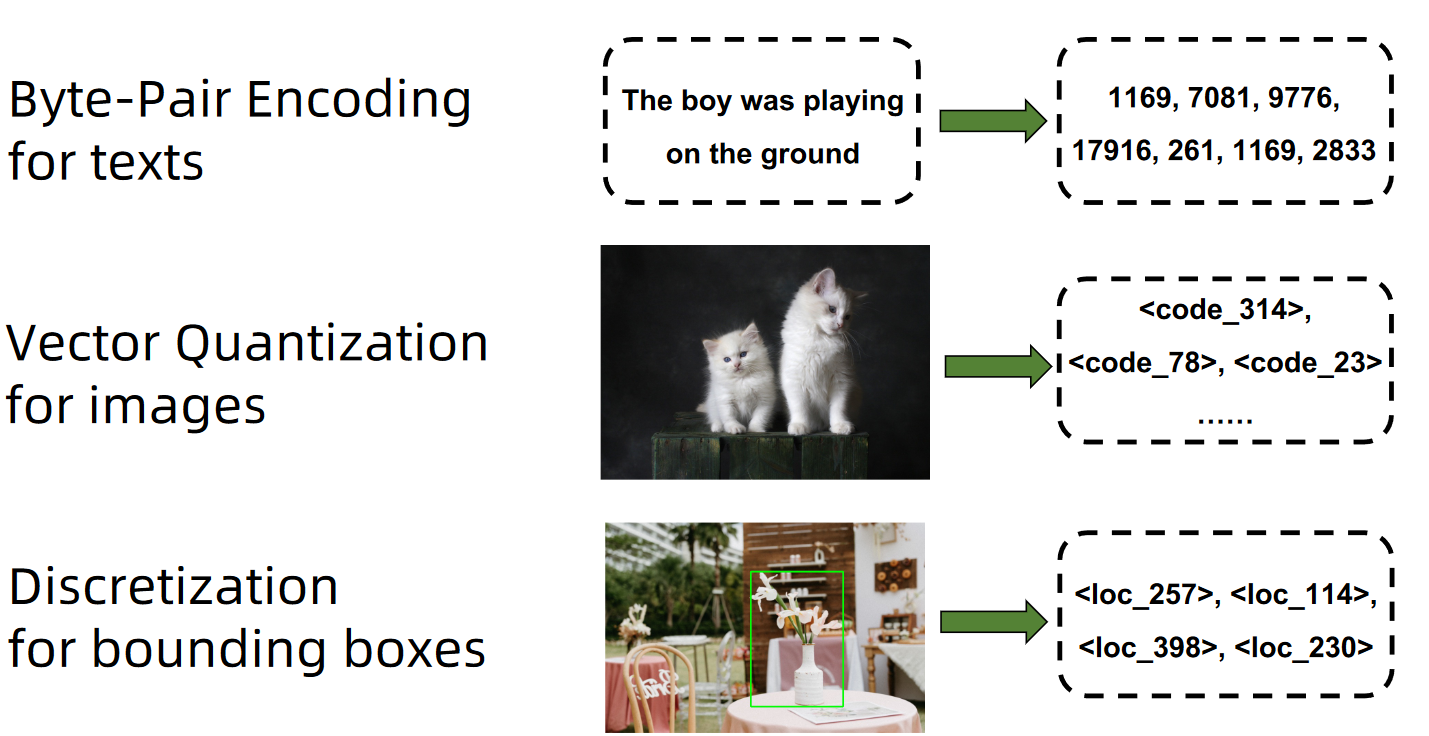 Byte-Pair Encoding
for texts
The boy was playing
on the ground
1169, 7081, 9776,
17916, 261, 1169, 2833
Vector Quantization
for images
<code_314>,
<code_78>, <code_23>
......
Discretization
for bounding boxes
<loc_257>, <loc_114>,
<loc_398>, <loc_230>